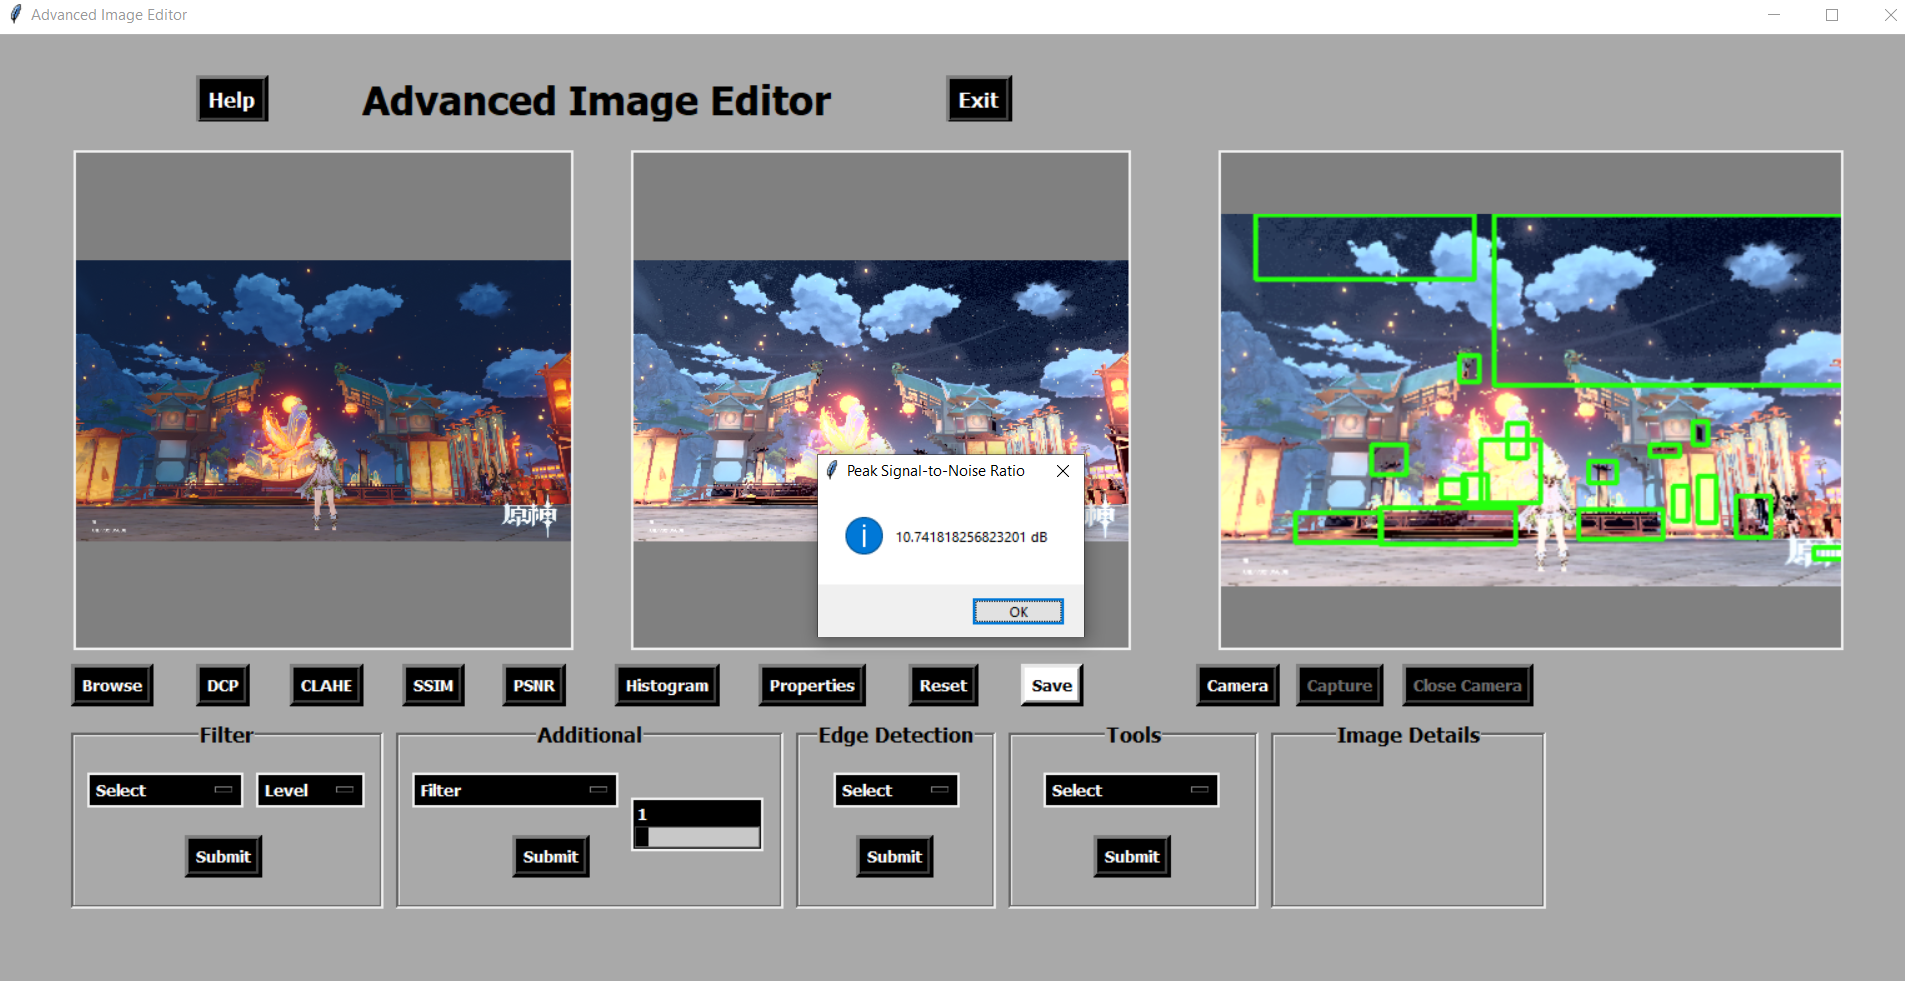 Advanced Image Editor
Help
Advanced Image Editor
Exit
原神
Peak Signal-to-Noise Ratio
10.741818256823201 dB
OK
Browse
DCP
CLAHE
SSIM
PSNR
Histogram
Properties
Reset
Save
Camera
Capture
Close Camera
Filter
Select
Level
Submit
Additional
Filter
1
Submit
Edge Detection
Select
Submit
Tools
Select
Submit
Image Details